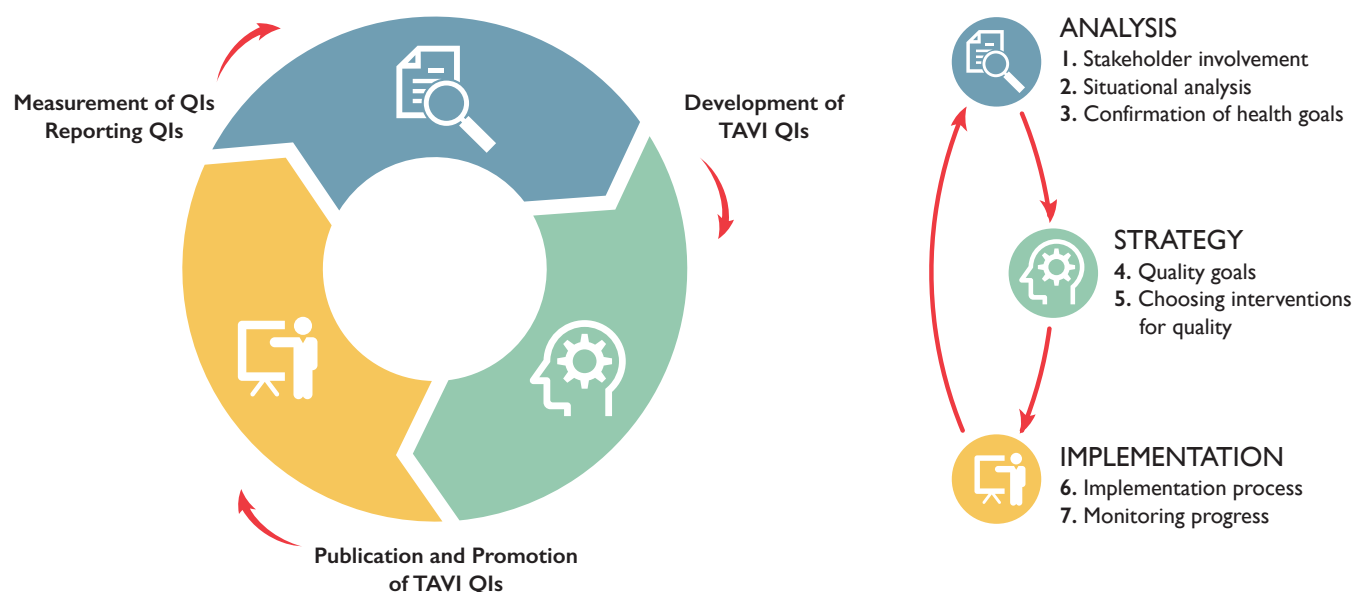 Measurement of QIs
Reporting QIs
Development of
TAVI QIs
Publication and Promotion
of TAVI QIs
ANALYSIS
1. Stakeholder involvement
2. Situational analysis
3. Confirmation of health goals
STRATEGY
4. Quality goals
5. Choosing interventions
for quality
IMPLEMENTATION
6. Implementation process
7. Monitoring progress